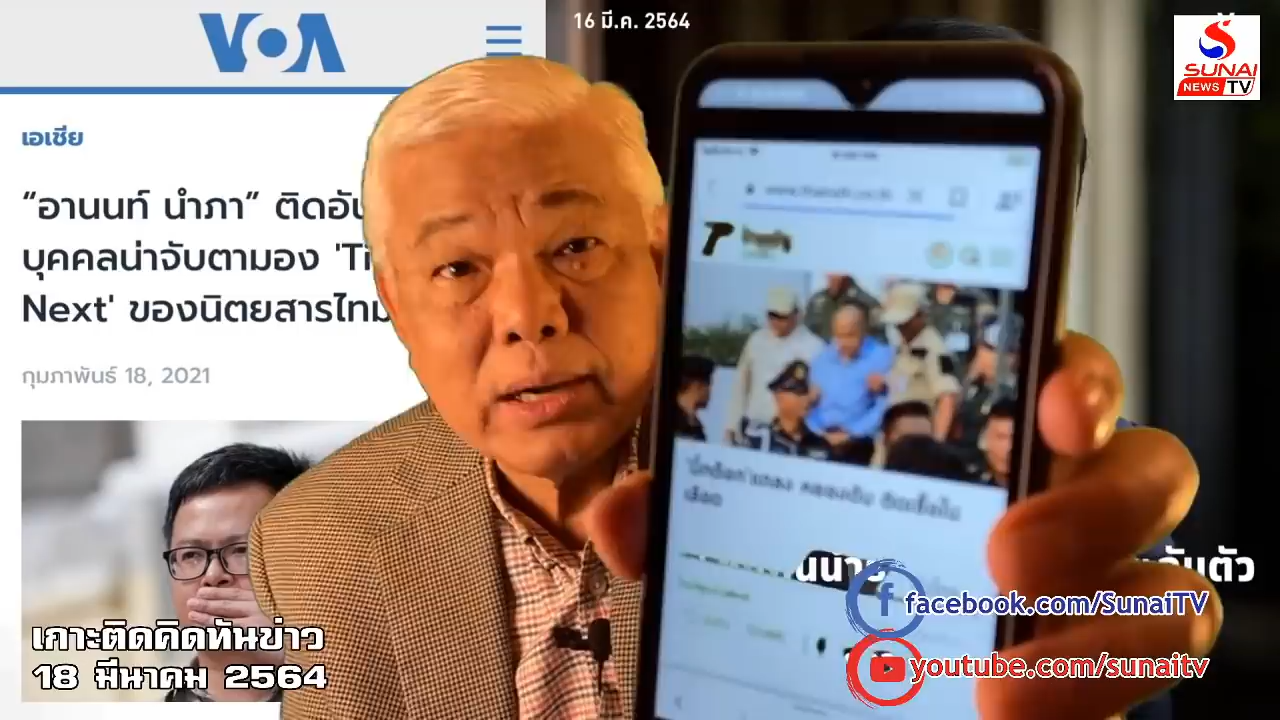 VOA
16 มี.ค. 2564
SUNAI
NEWS TV
เอเชีย
“อานนท์ นำภา” ติดอัน
บุคคลน่าจับตามอง 'Ti
Next' ของนิตยสารไทม
กุมภาพันธ์ 18, 2021
เกาะติดคิดทันข่าว
18 มีนาคม 2564
facebook.com/SunaiTV
youtube.com/sunaitv